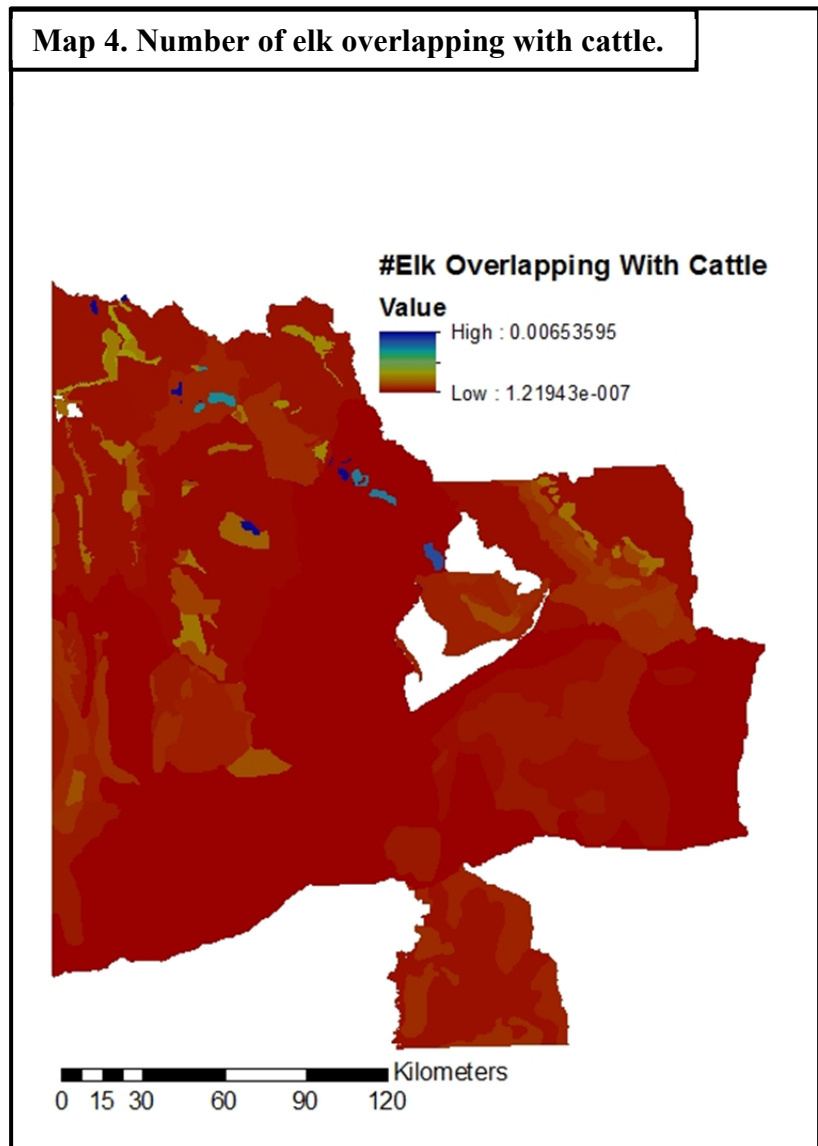 Map 4. Number of elk overlapping with cattle.
#Elk Overlapping With Cattle
Value
High : 0.00653595
Low : 1.21943e-007
Kilometers
0 15 30 60 90 120